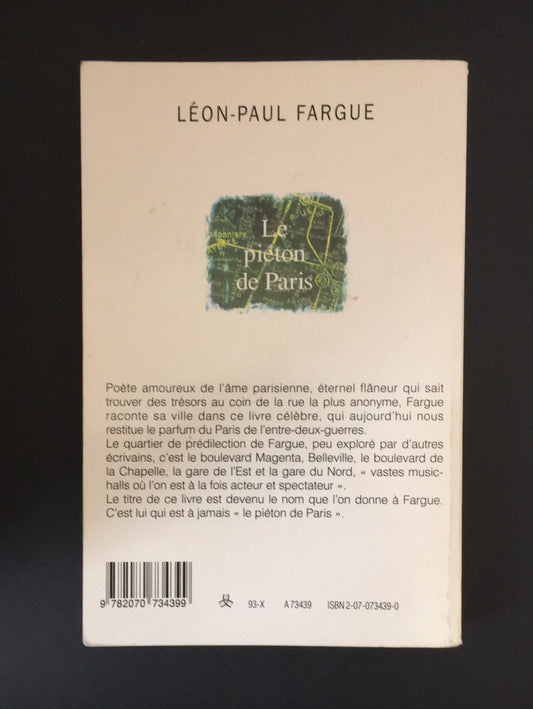 LÉON-PAUL FARGUE
Le
piéton
de Paris
Poète amoureux de l’âme parisienne, éternel flâneur qui sait
trouver des trésors au coin de la rue la plus anonyme, Fargue
raconte sa ville dans ce livre célèbre, qui aujourd’hui nous
restitue le parfum du Paris de l’entre-deux-guerres.
Le quartier de prédilection de Fargue, peu exploré par d’autres
écrivains, c’est le boulevard Magenta, Belleville, le boulevard de
la Chapelle, la gare de l’Est et la gare du Nord, « vastes music-
halls où l’on est à la fois acteur et spectateur ».
Le titre de ce livre est devenu le nom que l’on donne à Fargue.
C’est lui qui est à jamais « le piéton de Paris ».
9 782070 734399 93-X A 73439 ISBN 2-07-073439-0